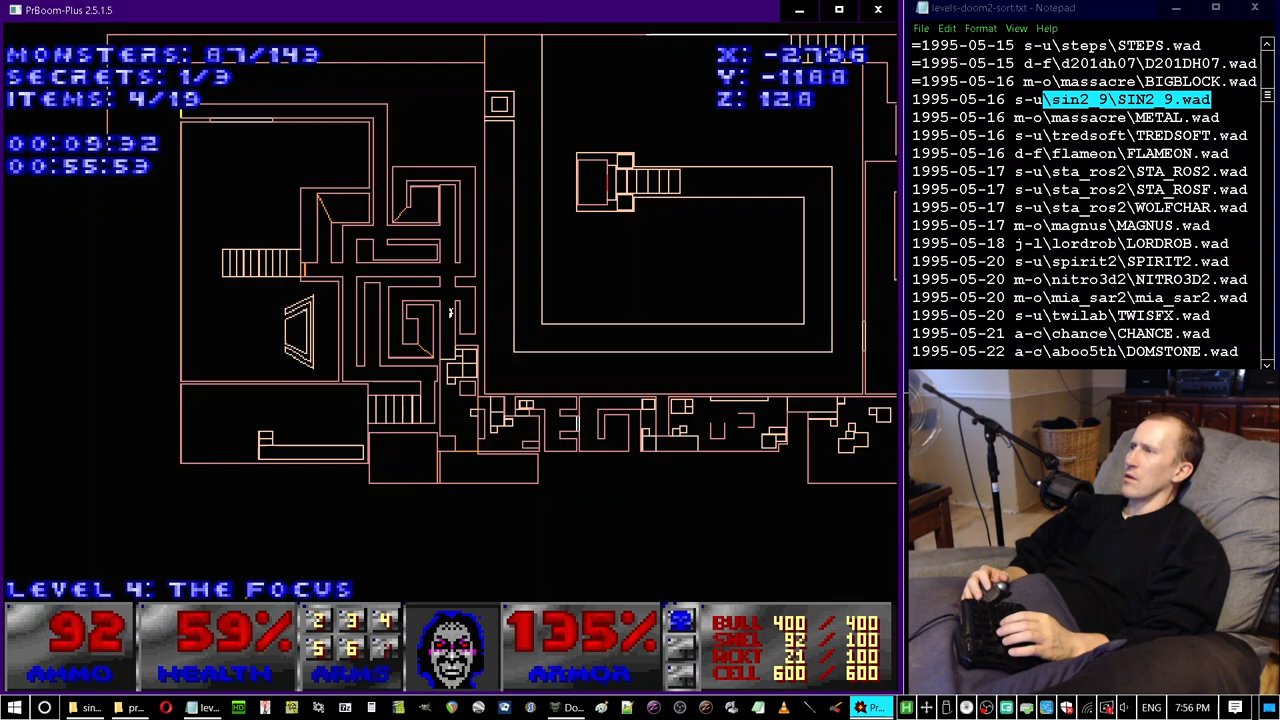 PrBoom-Plus 2.5.1.5
MONSTERS: 87/143
SECRETS: 1/3
ITEMS: 4/19
00:09:32
00:55:53
X: -2796
Y: -1188
Z: 128
LEVEL 4: THE FOCUS
92
AMMO
59%
HEALTH
2 3 4
5 6
ARMS
135%
ARMOR
BULL 400 / 400
SHEL 92 / 100
RCKT 21 / 100
CELL 600 / 600
levels-doom2-sort.txt - Notepad
File Edit Format View Help
=1995-05-15 s-u\steps\STEPS.wad
=1995-05-15 d-f\d201dh07\D201DH07.wad
=1995-05-16 m-o\massacre\BIGBLOCK.wad
1995-05-16 s-u\sin2_9\SIN2_9.wad
1995-05-16 m-o\massacre\METAL.wad
1995-05-16 s-u\tredsoft\TREDSOFT.wad
1995-05-16 d-f\flameon\FLAMEON.wad
1995-05-17 s-u\sta_ros2\STA_ROS2.wad
1995-05-17 s-u\sta_ros2\STA_ROSF.wad
1995-05-17 s-u\sta_ros2\WOLFCHAR.wad
1995-05-17 m-o\magnus\MAGNUS.wad
1995-05-18 j-l\lordrob\LORDROB.wad
1995-05-20 s-u\spirit2\SPIRIT2.wad
1995-05-20 m-o\nitro3d2\NITRO3D2.wad
1995-05-20 m-o\mia_sar2\mia_sar2.wad
1995-05-20 s-u\twilab\TWISFX.wad
1995-05-21 a-c\chance\CHANCE.wad
1995-05-22 a-c\aboo5th\DOMSTONE.wad
sin...
pr...
lev...
HD
Do...
Pr...
ENG
7:56 PM